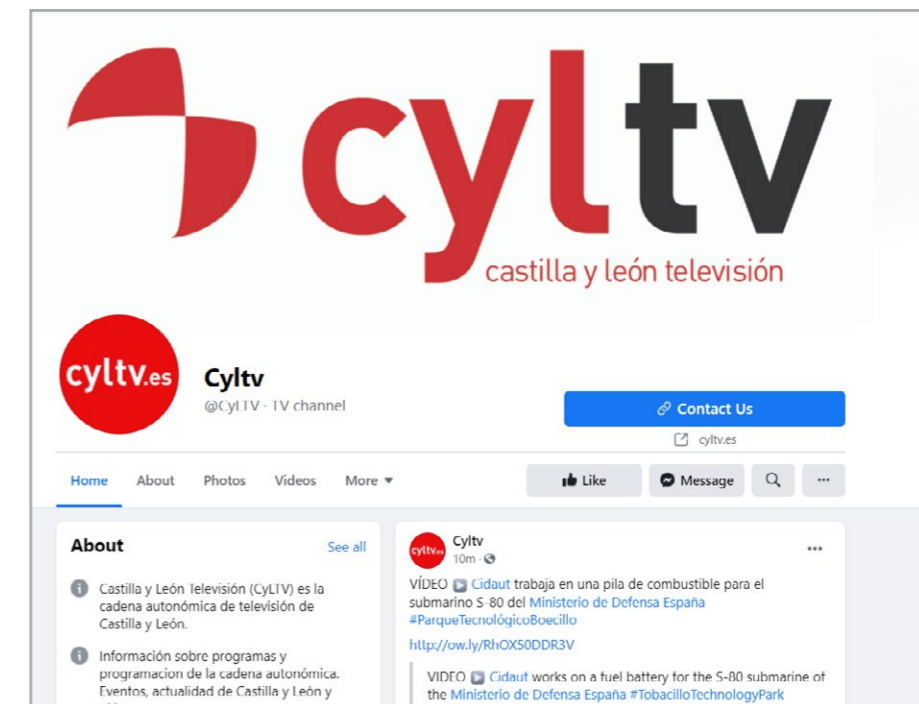 cyltv
castilla y león televisión
cyltv.es
Cyltv
@CyLTV · TV channel
Contact Us
cyltv.es
Home About Photos Videos More
Like Message
About See all
Castilla y León Televisión (CyLTV) es la
cadena autonómica de televisión de
Castilla y León.
Información sobre programas y
programacion de la cadena autonómica.
Eventos, actualidad de Castilla y León y
cyltv.es
Cyltv
10m ·
VÍDEO Cidaut trabaja en una pila de combustible para el
submarino S-80 del Ministerio de Defensa España
#ParqueTecnológicoBoecillo
http://ow.ly/RhOX50DDR3V
VIDEO Cidaut works on a fuel battery for the S-80 submarine of
the Ministerio de Defensa España #TobacilloTechnologyPark